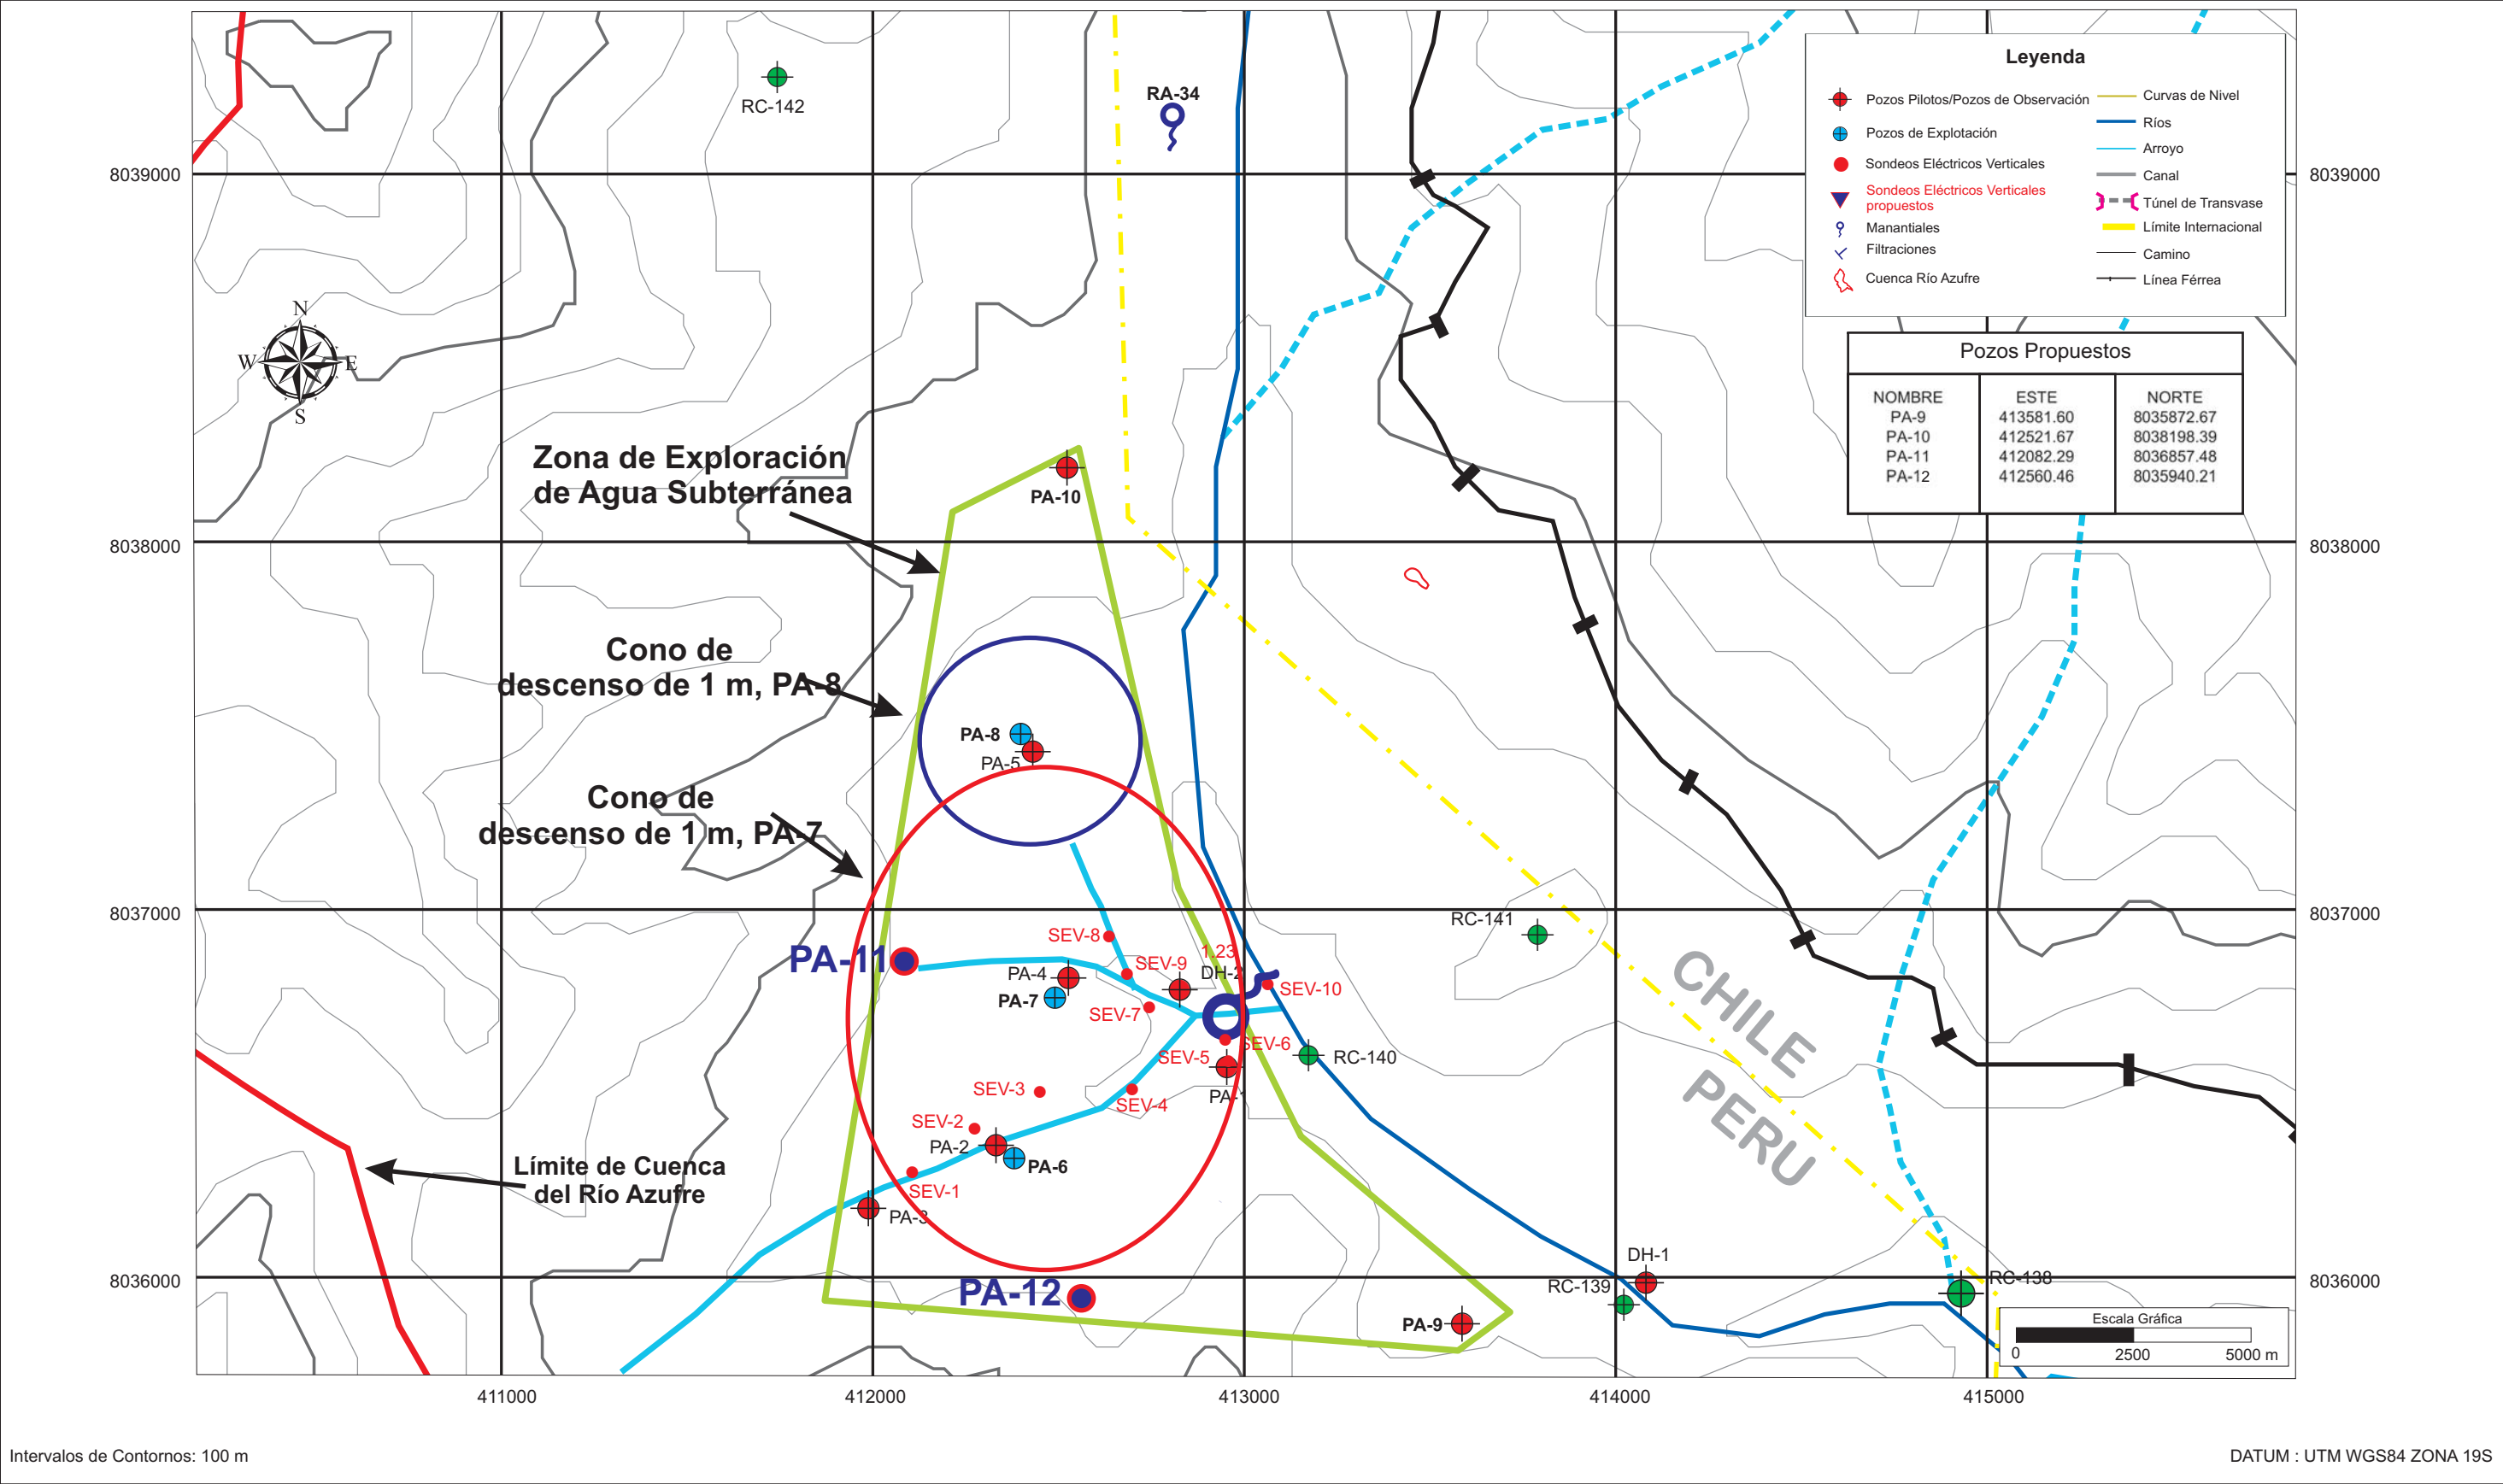 Leyenda
Pozos Pilotos/Pozos de Observación
Pozos de Explotación
Sondeos Eléctricos Verticales
Sondeos Eléctricos Verticales
propuestos
Manantiales
Filtraciones
Cuenca Río Azufre
Curvas de Nivel
Ríos
Arroyo
Canal
Túnel de Transvase
Límite Internacional
Camino
Línea Férrea
Pozos Propuestos
NOMBRE ESTE NORTE
PA-9 413581.60 8035872.67
PA-10 412521.67 8038198.39
PA-11 412082.29 8036857.48
PA-12 412560.46 8035940.21
RC-142
RA-34
8039000
8039000
N
W E
S
Zona de Exploración
de Agua Subterránea
PA-10
8038000
8038000
Cono de
descenso de 1 m, PA-8
PA-8
PA-5
Cono de
descenso de 1 m, PA-7
8037000
8037000
RC-141
SEV-8
1.23
PA-11
SEV-9
PA-4
DH-2
PA-7
SEV-10
SEV-7
CHILE
PERU
SEV-6
SEV-5
RC-140
PA-1
SEV-3
SEV-4
SEV-2
PA-2
PA-6
Límite de Cuenca
del Río Azufre
SEV-1
PA-3
DH-1
8036000
8036000
RC-139
RC-138
PA-12
PA-9
Escala Gráfica
0 2500 5000 m
411000
412000
413000
414000
415000
Intervalos de Contornos: 100 m
DATUM : UTM WGS84 ZONA 19S